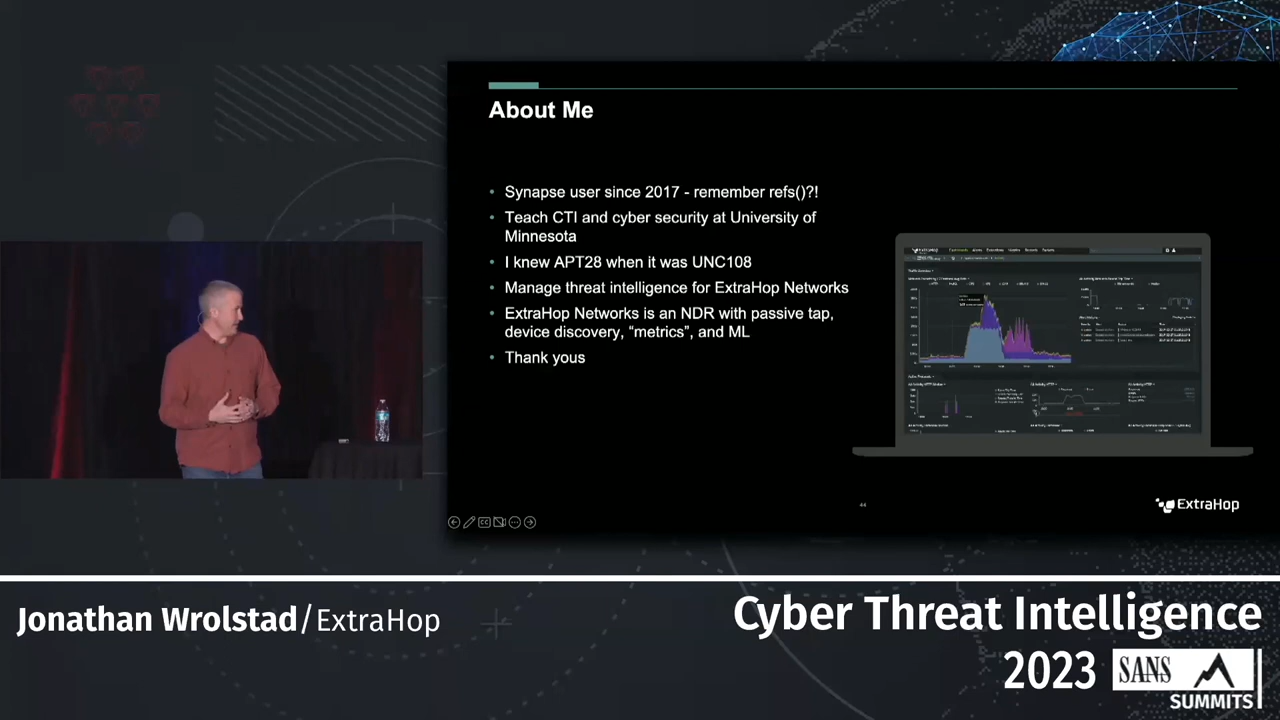 About Me
• Synapse user since 2017 - remember refs()?!
• Teach CTI and cyber security at University of
Minnesota
• I knew APT28 when it was UNC108
• Manage threat intelligence for ExtraHop Networks
• ExtraHop Networks is an NDR with passive tap,
device discovery, “metrics”, and ML
• Thank yous
44
ExtraHop
Jonathan Wrolstad/ExtraHop
Cyber Threat Intelligence
2023
SANS
SUMMITS